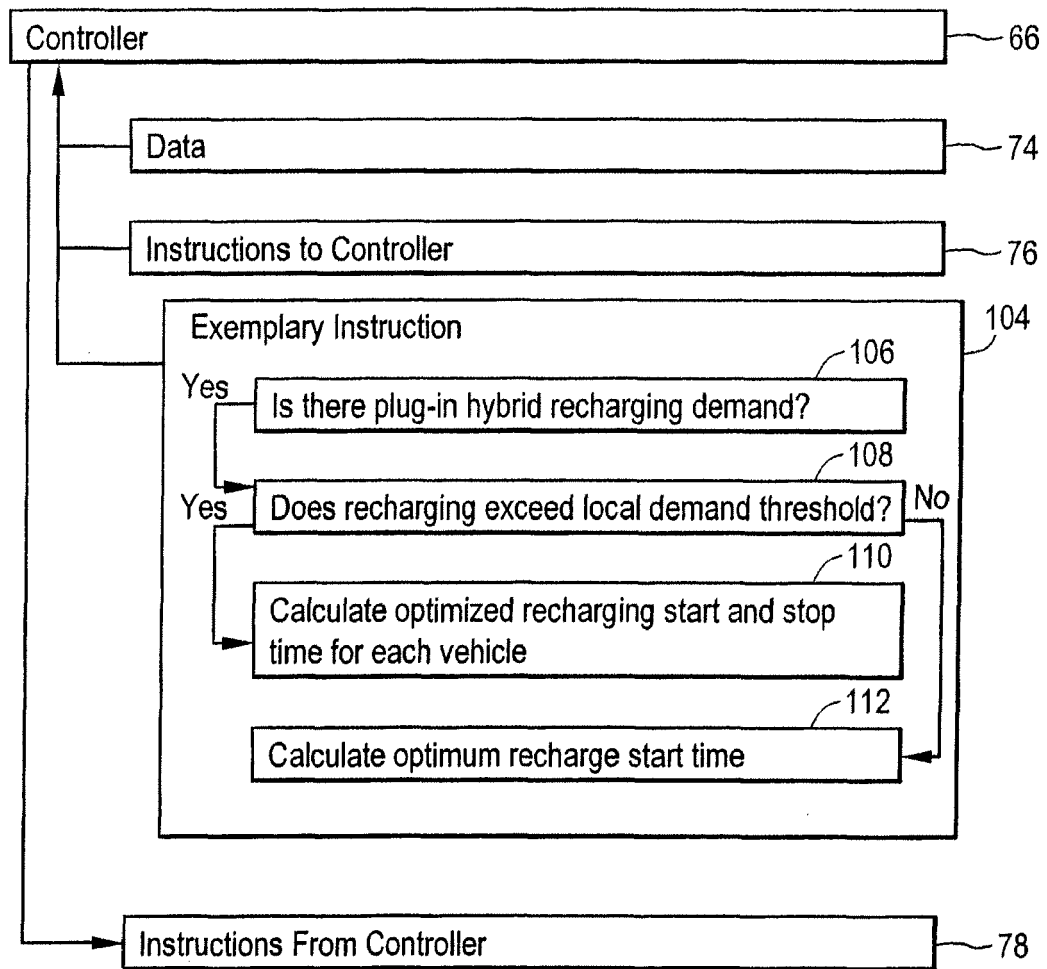 Controller
66
Data
74
Instructions to Controller
76
Exemplary Instruction
104
106
Yes
Is there plug-in hybrid recharging demand?
108
Yes
Does recharging exceed local demand threshold?
No
110
Calculate optimized recharging start and stop
time for each vehicle
112
Calculate optimum recharge start time
Instructions From Controller
78